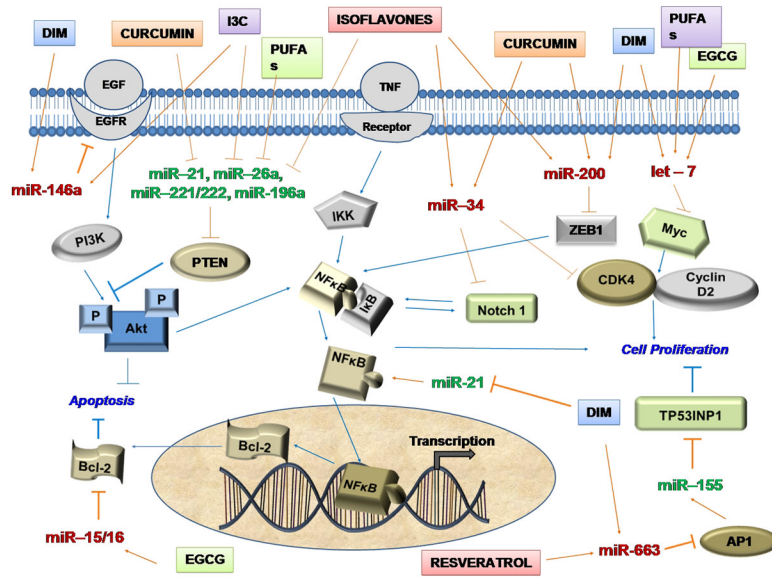 DIM
CURCUMIN
I3C
PUFA
s
ISOFLAVONES
CURCUMIN
DIM
PUFA
s
EGCG
EGF
EGFR
TNF
Receptor
miR-146a
miR–21, miR–26a,
miR–221/222, miR-196a
miR–34
miR-200
let – 7
PI3K
PTEN
IKK
ZEB1
Myc
NFκB
IκB
Notch 1
CDK4
Cyclin
D2
P
P
Akt
NFκB
miR-21
Cell Proliferation
Apoptosis
DIM
TP53INP1
Bcl-2
Bcl-2
Transcription
NFκB
miR–155
miR–15/16
EGCG
RESVERATROL
miR-663
AP1